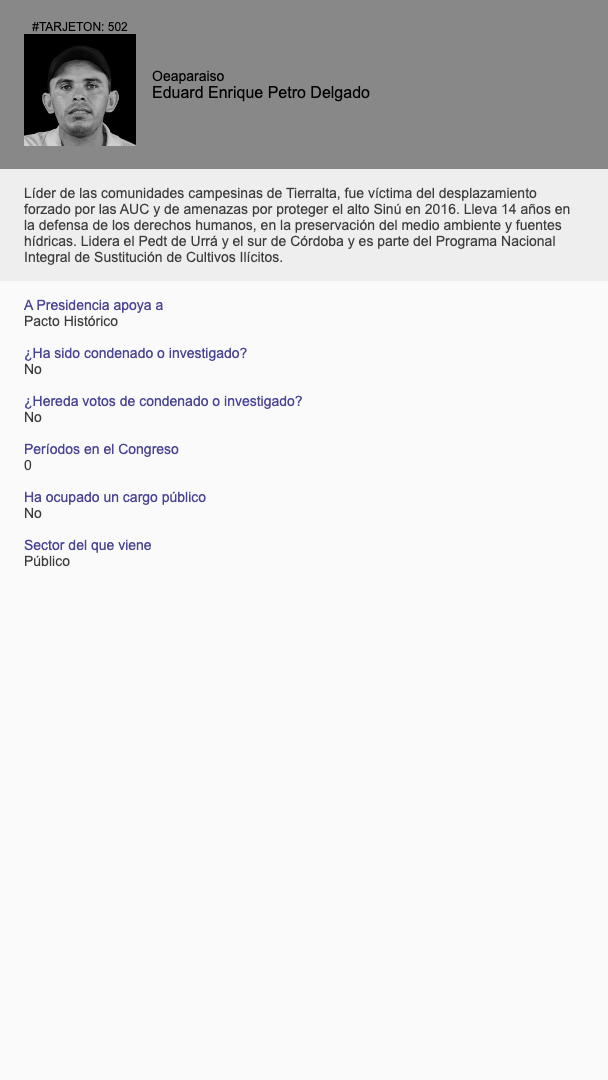 #TARJETON: 502
Oeaparaiso
Eduard Enrique Petro Delgado
Líder de las comunidades campesinas de Tierralta, fue víctima del desplazamiento
forzado por las AUC y de amenazas por proteger el alto Sinú en 2016. Lleva 14 años en
la defensa de los derechos humanos, en la preservación del medio ambiente y fuentes
hídricas. Lidera el Pedt de Urrá y el sur de Córdoba y es parte del Programa Nacional
Integral de Sustitución de Cultivos Ilícitos.
A Presidencia apoya a
Pacto Histórico
¿Ha sido condenado o investigado?
No
¿Hereda votos de condenado o investigado?
No
Períodos en el Congreso
0
Ha ocupado un cargo público
No
Sector del que viene
Público